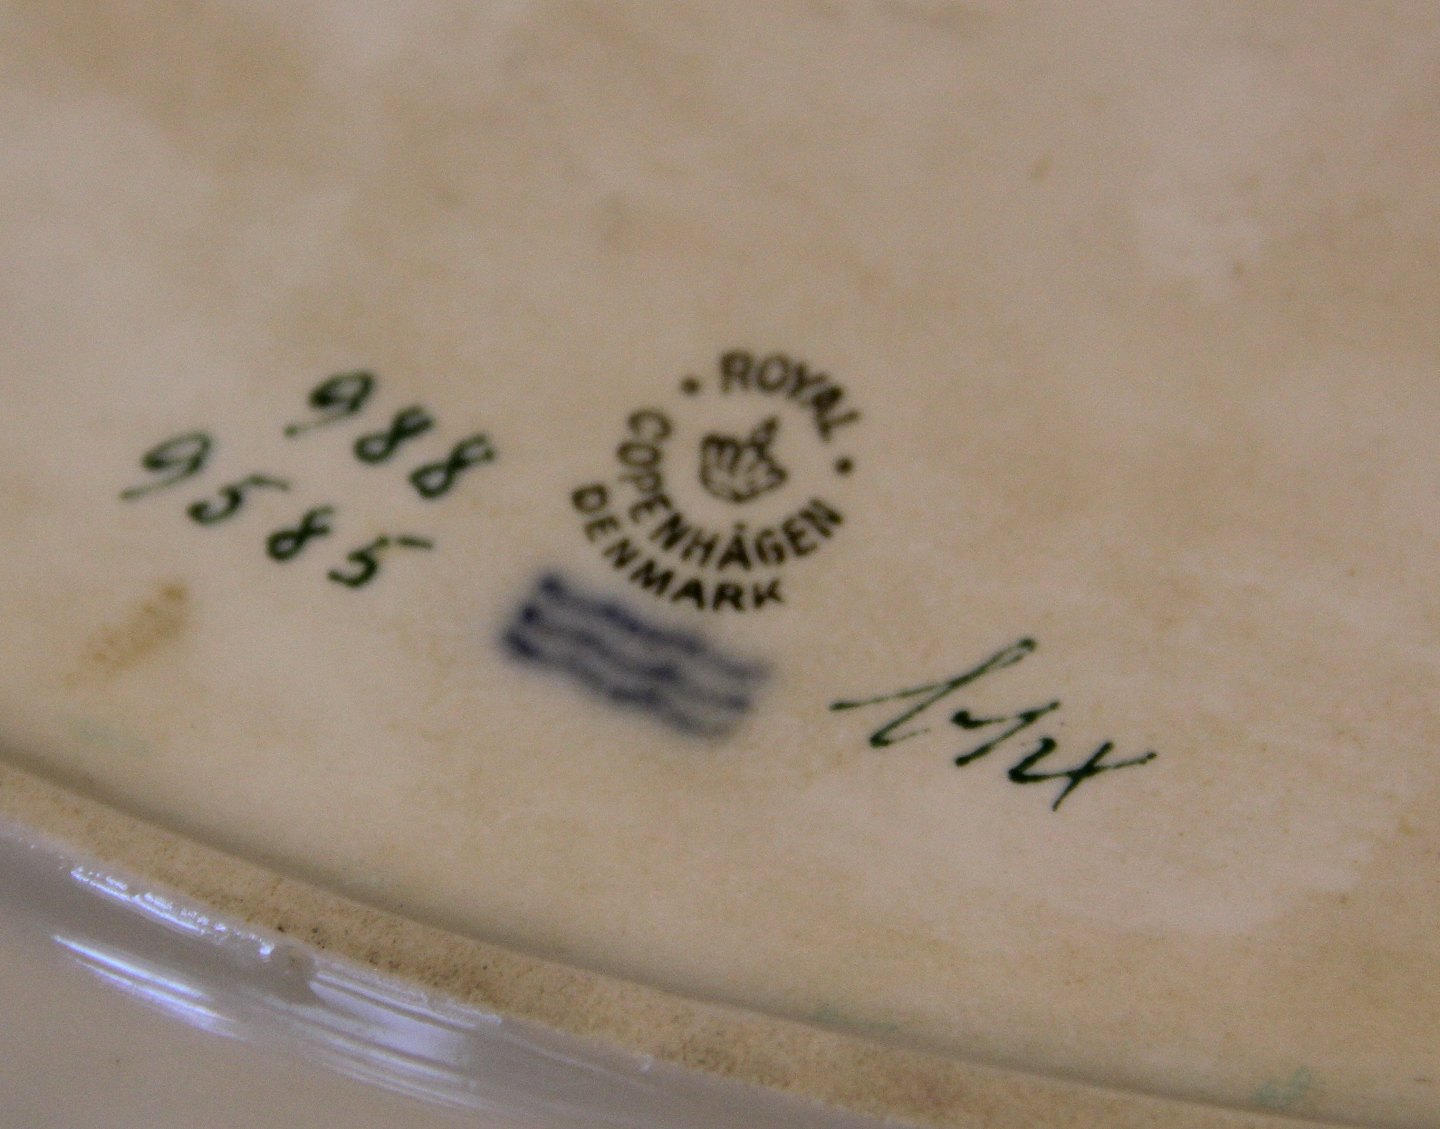 988
9585
ROYAL
COPENHAGEN
DENMARK